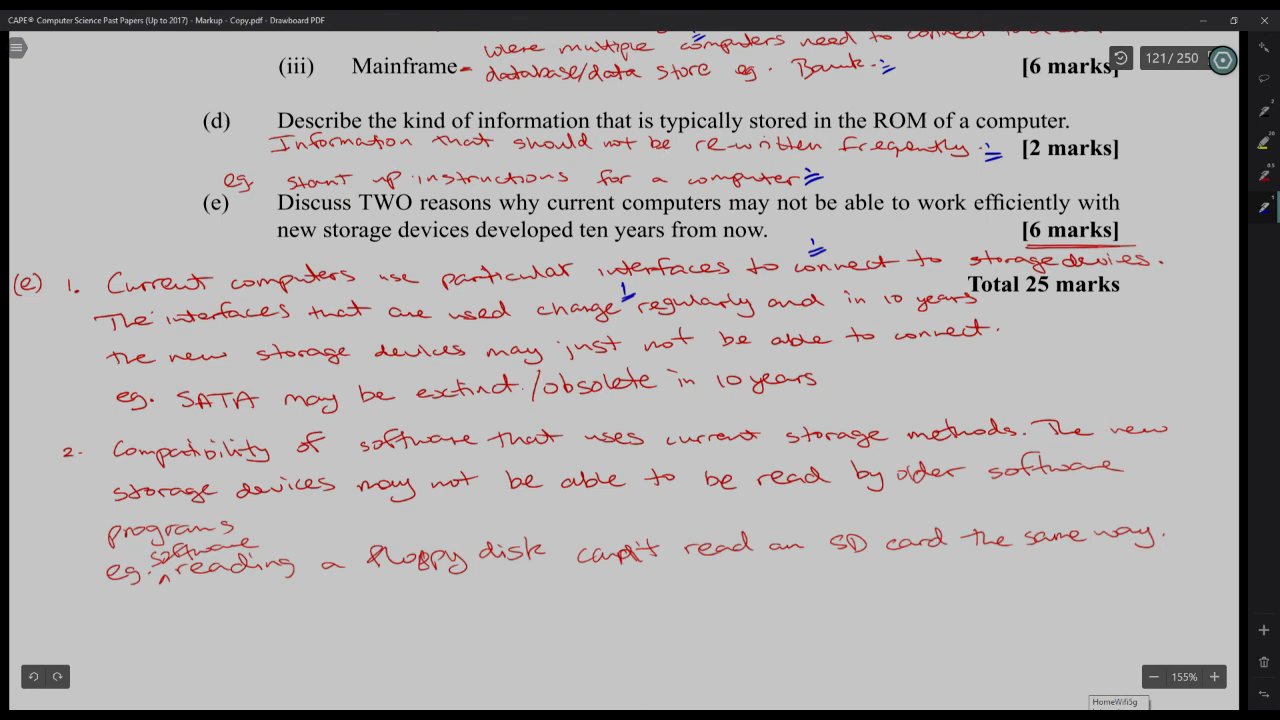 CAPE® Computer Science Past Papers (Up to 2017) - Markup - Copy.pdf - Drawboard PDF
where multiple computers need to connect
(iii) Mainframe - database/data store eg. Bank. [6 marks]
121/250
(d) Describe the kind of information that is typically stored in the ROM of a computer.
Information that should not be re-written frequently. [2 marks]
eg. start up instructions for a computer
(e) Discuss TWO reasons why current computers may not be able to work efficiently with
new storage devices developed ten years from now. [6 marks]
(e) 1. Current computers use particular interfaces to connect to storage devies.
Total 25 marks
The interfaces that are used change regularly and in 10 years
the new storage devices may just not be able to connect.
eg. SATA may be extinct./obsolete in 10 years
2. Compatibility of software that uses current storage methods. The new
storage devices may not be able to be read by older software
programs
eg. software reading a floppy disk can't read an SD card the same way.
155%
HomeWifi5g